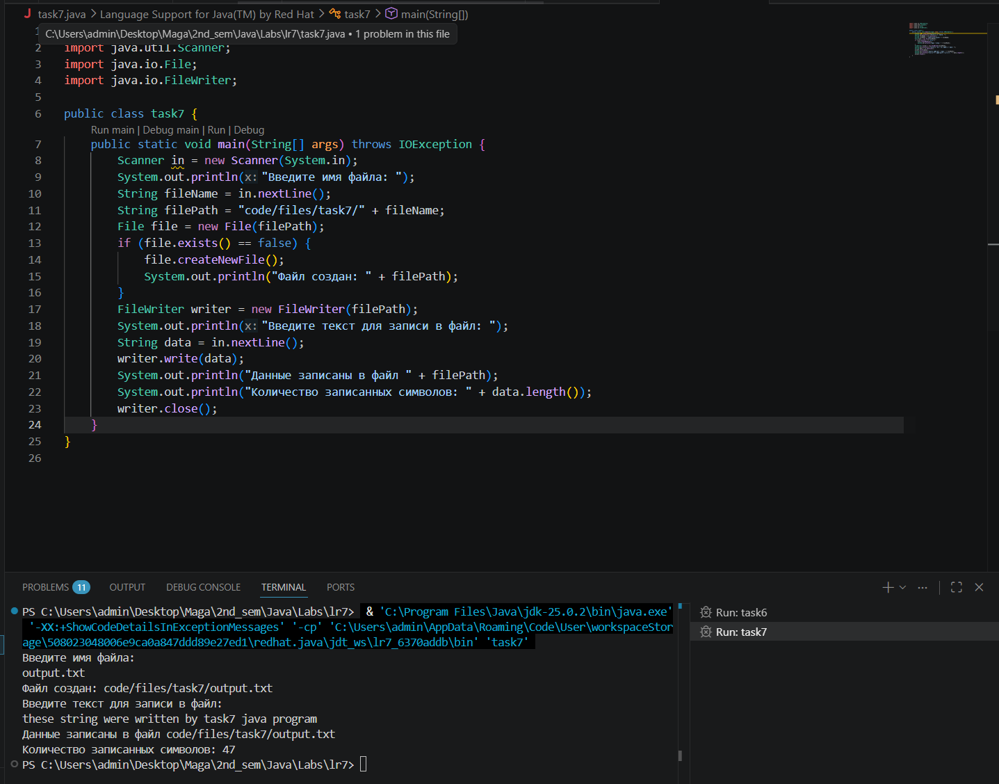 task7.java > Language Support for Java(TM) by Red Hat > task7 > main(String[])
1
C:\Users\admin\Desktop\Maga\2nd_sem\Java\Labs\lr7\task7.java • 1 problem in this file
2 import java.util.Scanner;
3 import java.io.File;
4 import java.io.FileWriter;
5
6 public class task7 {
Run main | Debug main | Run | Debug
7 public static void main(String[] args) throws IOException {
8 Scanner in = new Scanner(System.in);
9 System.out.println(x: "Введите имя файла: ");
10 String fileName = in.nextLine();
11 String filePath = "code/files/task7/" + fileName;
12 File file = new File(filePath);
13 if (file.exists() == false) {
14 file.createNewFile();
15 System.out.println("Файл создан: " + filePath);
16 }
17 FileWriter writer = new FileWriter(filePath);
18 System.out.println(x: "Введите текст для записи в файл: ");
19 String data = in.nextLine();
20 writer.write(data);
21 System.out.println("Данные записаны в файл " + filePath);
22 System.out.println("Количество записанных символов: " + data.length());
23 writer.close();
24 }
25 }
26
PROBLEMS 11 OUTPUT DEBUG CONSOLE TERMINAL PORTS
PS C:\Users\admin\Desktop\Maga\2nd_sem\Java\Labs\lr7> & 'C:\Program Files\Java\jdk-25.0.2\bin\java.exe'
'-XX:+ShowCodeDetailsInExceptionMessages' '-cp' 'C:\Users\admin\AppData\Roaming\Code\User\workspaceStor
age\508023048006e9ca0a847ddd89e27ed1\redhat.java\jdt_ws\lr7_6370addb\bin' 'task7'
Введите имя файла:
output.txt
Файл создан: code/files/task7/output.txt
Введите текст для записи в файл:
these string were written by task7 java program
Данные записаны в файл code/files/task7/output.txt
Количество записанных символов: 47
PS C:\Users\admin\Desktop\Maga\2nd_sem\Java\Labs\lr7>
Run: task6
Run: task7